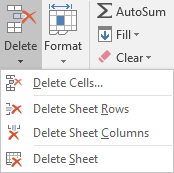 AutoSum
Delete
Format
Fill
Clear
Delete Cells...
Delete Sheet Rows
Delete Sheet Columns
Delete Sheet